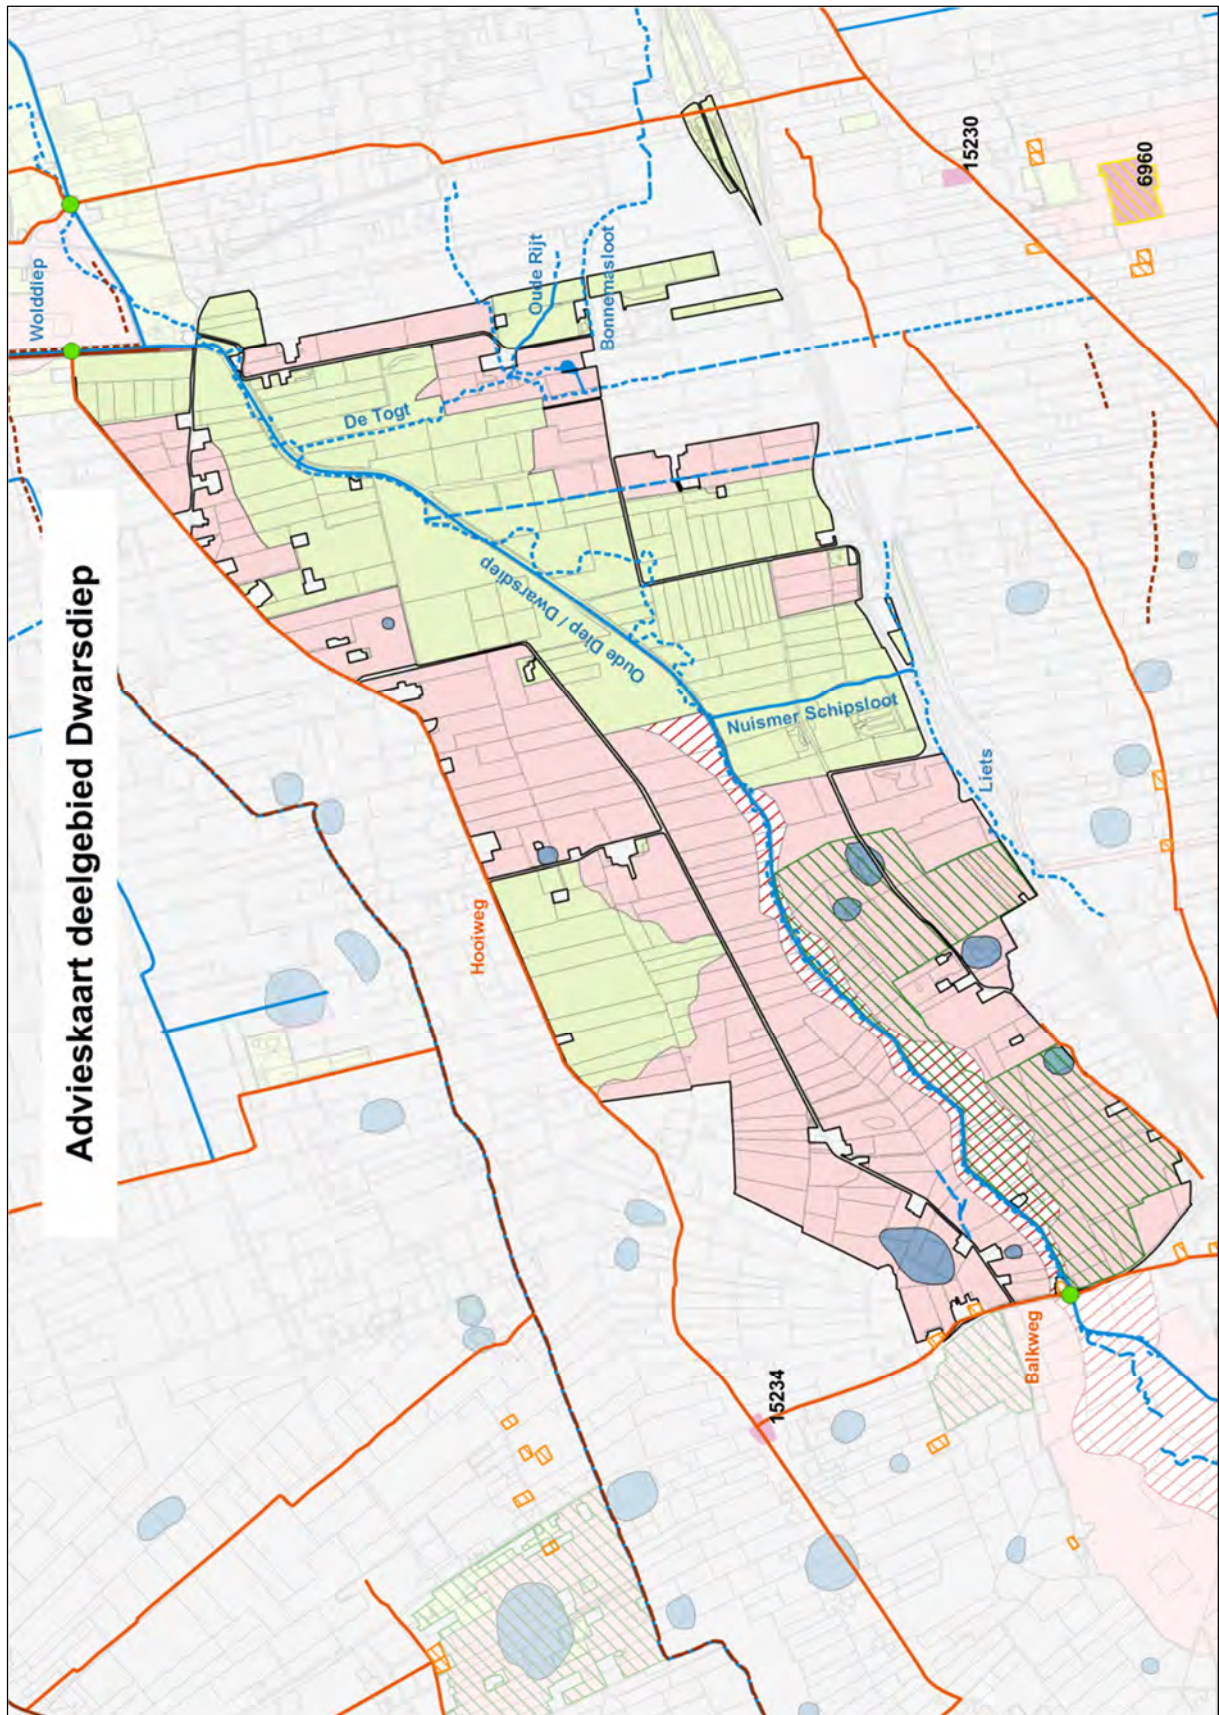 Advieskaart deelgebied Dwarsdiep
Wolddiep
De Togt
Oude Rijt
Bonnemasloot
Oude Diep / Dwarsdiep
Nuismer Schipsloot
Liets
Hooiweg
Balkweg
15230
6960
15234